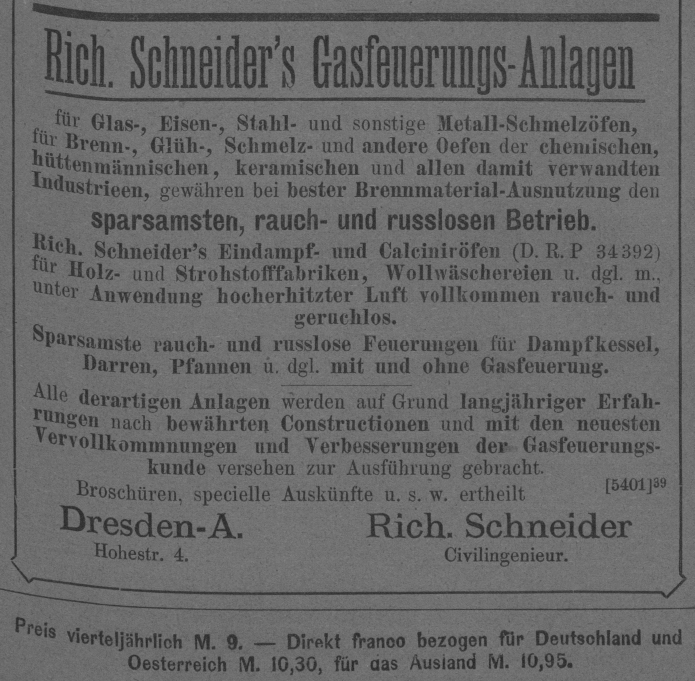 Rich. Schneider's Gasfeuerungs-Anlagen
für Glas-, Eisen-, Stahl- und sonstige Metall-Schmelzöfen,
für Brenn-, Glüh-, Schmelz- und andere Oefen der chemischen,
hüttenmännischen, keramischen und allen damit verwandten
Industrieen, gewähren bei bester Brennmaterial-Ausnutzung den
sparsamsten, rauch- und russlosen Betrieb.
Rich. Schneider's Eindampf- und Calciniröfen (D. R. P 34392)
für Holz- und Strohstofffabriken, Wollwäschereien u. dgl. m.,
unter Anwendung hocherhitzter Luft vollkommen rauch- und
geruchlos.
Sparsamste rauch- und russlose Feuerungen für Dampfkessel,
Darren, Pfannen u. dgl. mit und ohne Gasfeuerung.
Alle derartigen Anlagen werden auf Grund langjähriger Erfah-
rungen nach bewährten Constructionen und mit den neuesten
Vervollkommnungen und Verbesserungen der Gasfeuerungs-
kunde versehen zur Ausführung gebracht.
Broschüren, specielle Auskünfte u. s. w. ertheilt [5401]39
Dresden-A. Rich. Schneider
Hohestr. 4. Civilingenieur.
Preis vierteljährlich M. 9. — Direkt franco bezogen für Deutschland und
Oesterreich M. 10,30, für das Ausland M. 10,95.